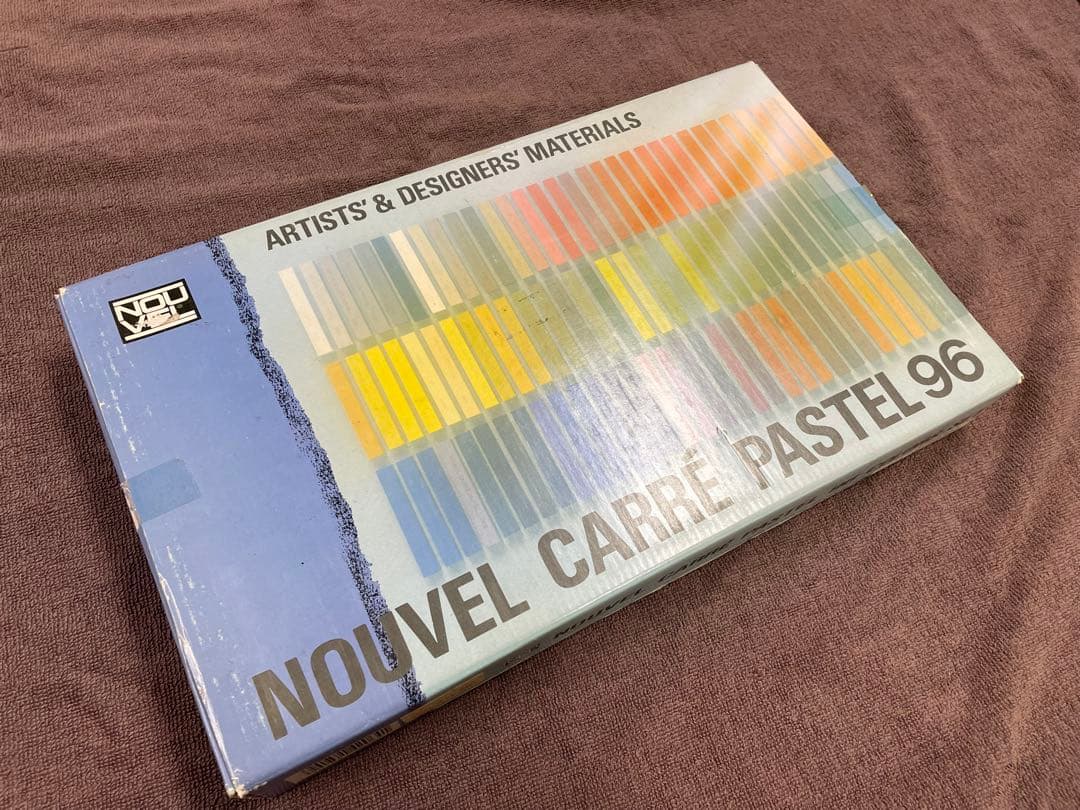 ARTISTS' & DESIGNERS' MATERIALS
NOU
VEL
NOUVEL CARRÉ PASTEL 96